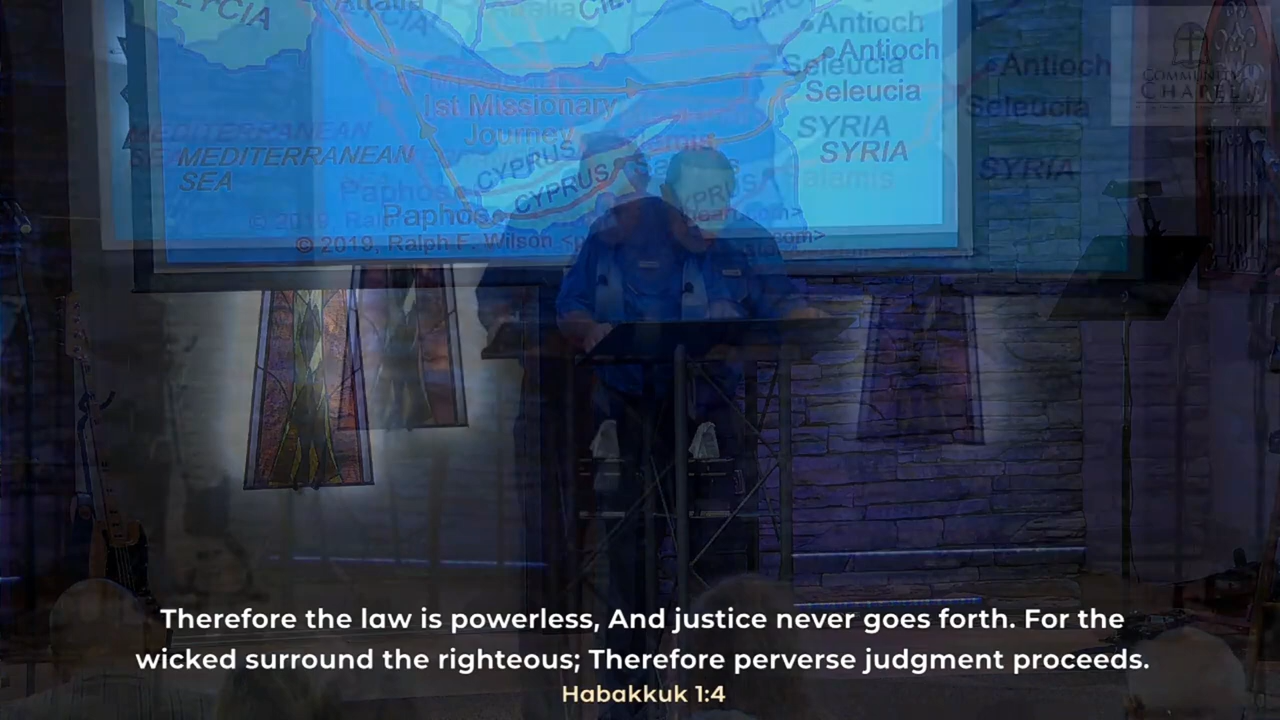 LYCIA
Attalia
Antioch
Antioch
Antioch
Seleucia
Seleucia
Seleucia
1st Missionary
Journey
SYRIA
SYRIA
SYRIA
MEDITERRANEAN
MEDITERRANEAN
SEA
CYPRUS
CYPRUS
Paphos
Paphos
© 2019, Ralph F. Wilson
COMMUNITY
CHAPEL
Therefore the law is powerless, And justice never goes forth. For the
wicked surround the righteous; Therefore perverse judgment proceeds.
Habakkuk 1:4